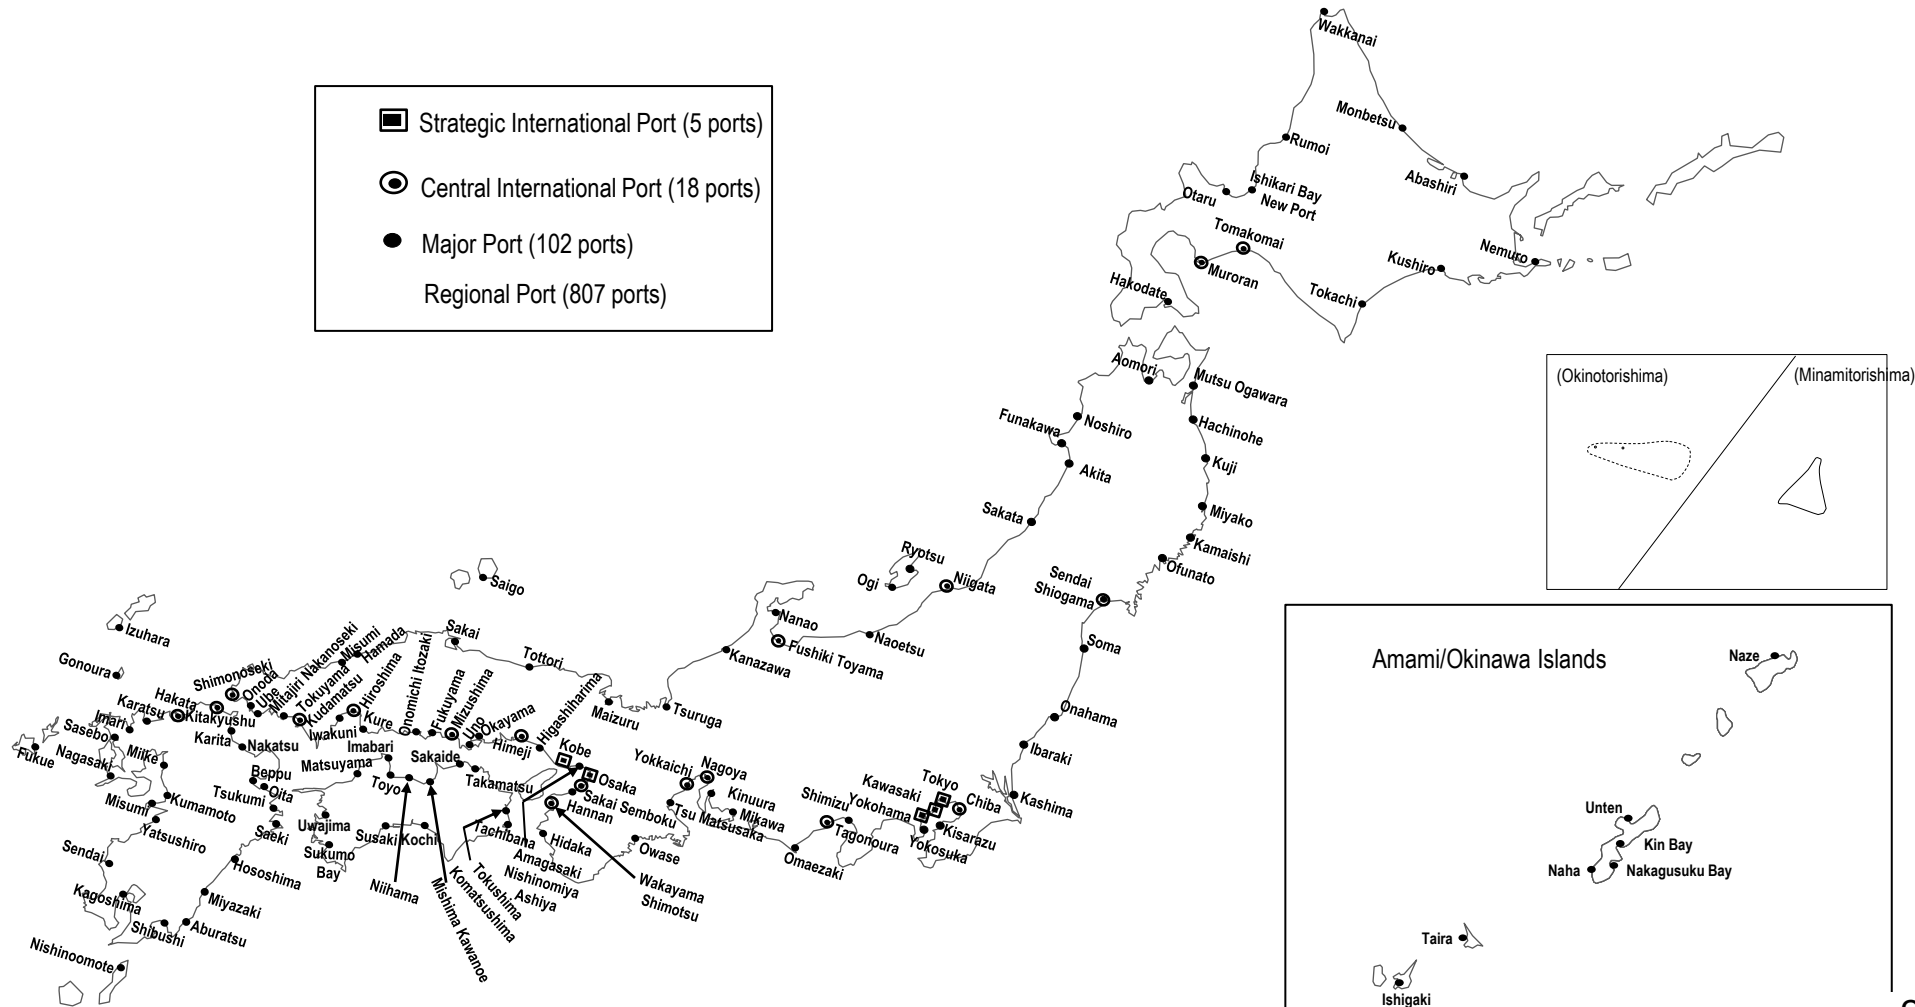 Strategic International Port (5 ports)
Central International Port (18 ports)
Major Port (102 ports)
Regional Port (807 ports)
Wakkanai
Monbetsu
Rumoi
Abashiri
Ishikari Bay
New Port
Otaru
Tomakomai
Muroran
Nemuro
Kushiro
Tokachi
Hakodate
Aomori
Mutsu Ogawara
Noshiro
Funakawa
Hachinohe
Akita
Kuji
Sakata
Miyako
Kamaishi
Ofunato
Ryotsu
Ogi
Niigata
Sendai
Shiogama
Nanao
Naoetsu
Fushiki Toyama
Kanazawa
Soma
Onahama
Ibaraki
Kashima
(Okinotorishima)
(Minamitorishima)
Saigo
Izuhara
Gonoura
Sakai
Tottori
Maizuru
Tsuruga
Shimonoseki
Onoda
Ube
Mitajiri Nakanoseki
Misumi
Hamada
Tokuyama
Kudamatsu
Hiroshima
Iwakuni
Kure
Onomichi Itozaki
Fukuyama
Mizushima
Uno
Okayama
Himeji
Higashiharima
Hakata
Kitakyushu
Karatsu
Imari
Sasebo
Fukue
Nagasaki
Miike
Karita
Nakatsu
Beppu
Oita
Tsukumi
Saeki
Misumi
Kumamoto
Yatsushiro
Sendai
Kagoshima
Shibushi
Hososhima
Miyazaki
Aburatsu
Nishinoomote
Matsuyama
Imabari
Toyo
Sakaide
Takamatsu
Uwajima
Sukumo
Bay
Susaki
Kochi
Niihama
Mishima Kawanoe
Komatsushima
Tokushima
Tachibana
Kobe
Osaka
Sakai Semboku
Hannan
Hidaka
Amagasaki
Nishinomiya
Ashiya
Wakayama
Shimotsu
Owase
Yokkaichi
Nagoya
Kinuura
Mikawa
Tsu Matsusaka
Omaezaki
Shimizu
Tagonoura
Tokyo
Kawasaki
Yokohama
Chiba
Kisarazu
Yokosuka
Amami/Okinawa Islands
Naze
Unten
Kin Bay
Naha
Nakagusuku Bay
Taira
Ishigaki